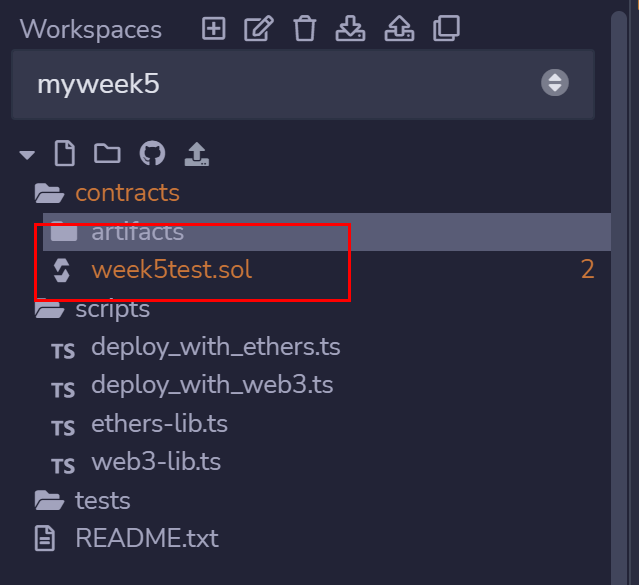 Workspaces
myweek5
contracts
artifacts
week5test.sol 2
scripts
TS deploy_with_ethers.ts
TS deploy_with_web3.ts
TS ethers-lib.ts
TS web3-lib.ts
tests
README.txt